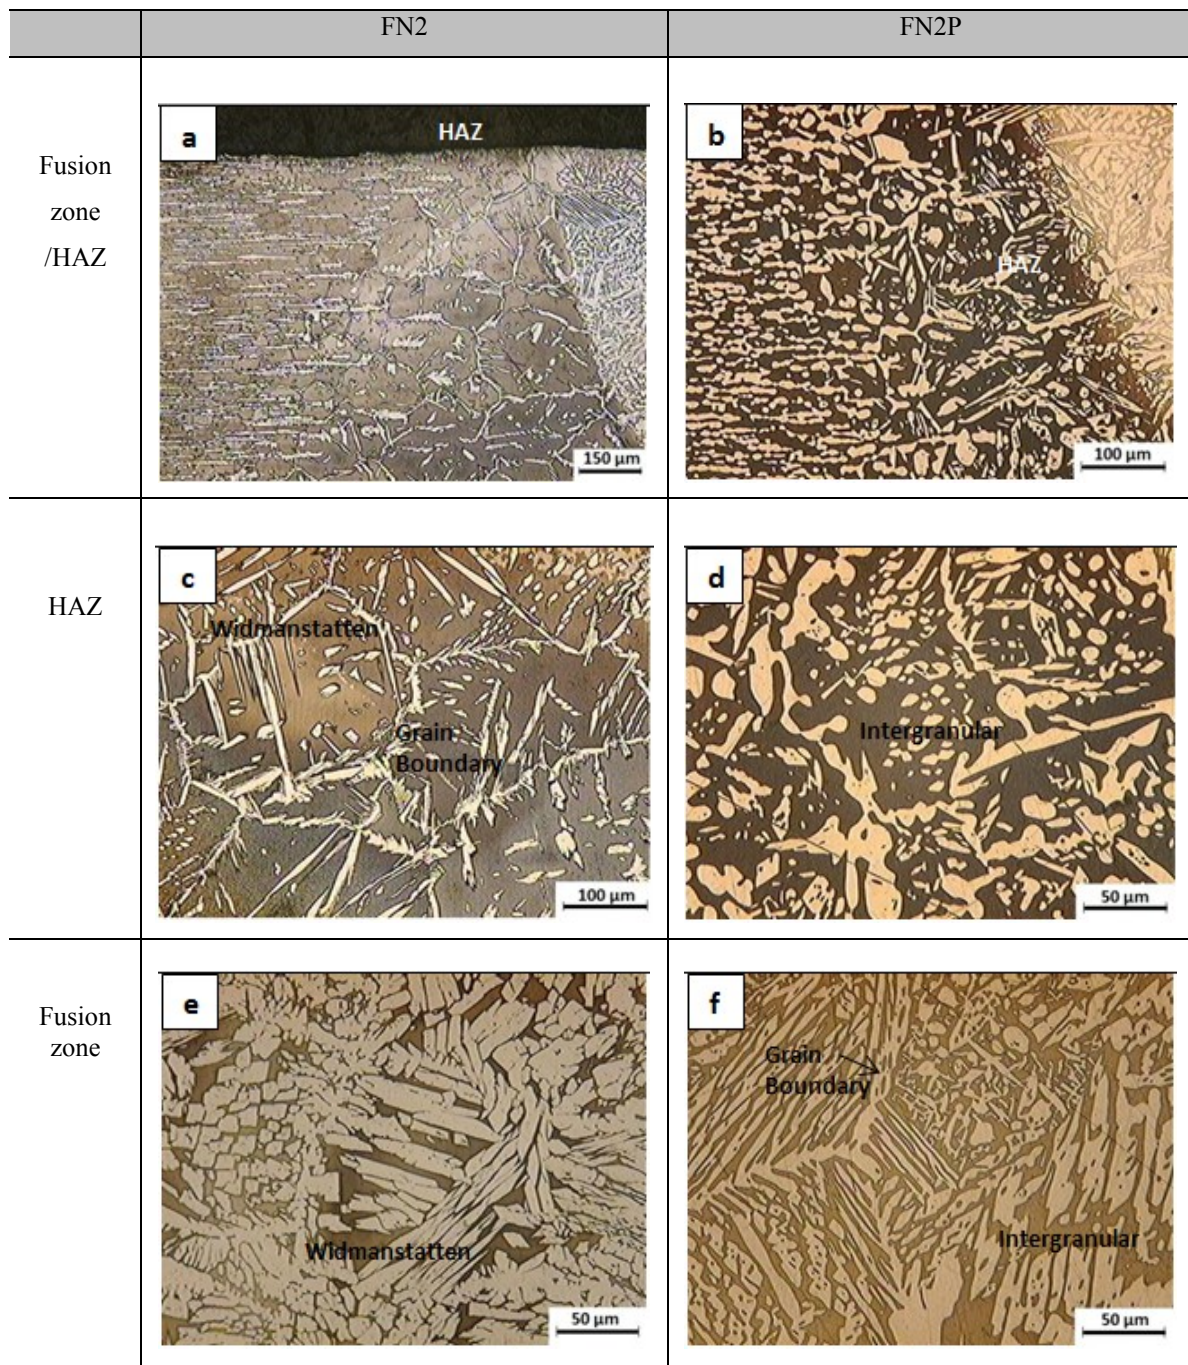 FN2
FN2P
Fusion
zone
/HAZ
a
HAZ
150 µm
b
HAZ
100 µm
HAZ
c
Widmanstatten
Grain
Boundary
100 µm
d
Intergranular
50 µm
Fusion
zone
e
Widmanstatten
50 µm
f
Grain
Boundary
Intergranular
50 µm